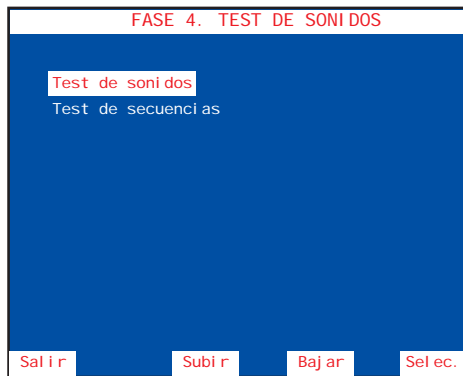 FASE 4. TEST DE SONIDOS
Test de sonidos
Test de secuencias
Salir Subir Bajar Selec.